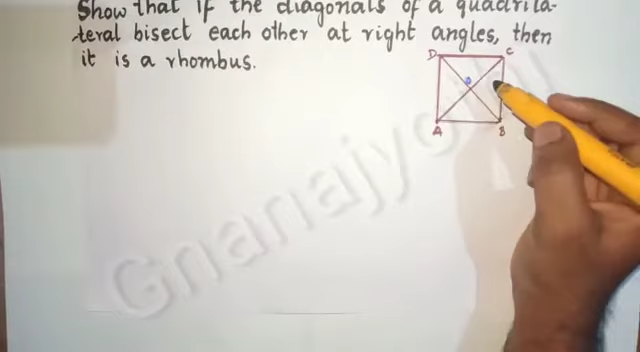 Show that if the diagonals of a quadrila-
teral bisect each other at right angles, then
it is a rhombus.
D C
A B
Gnanajyothi